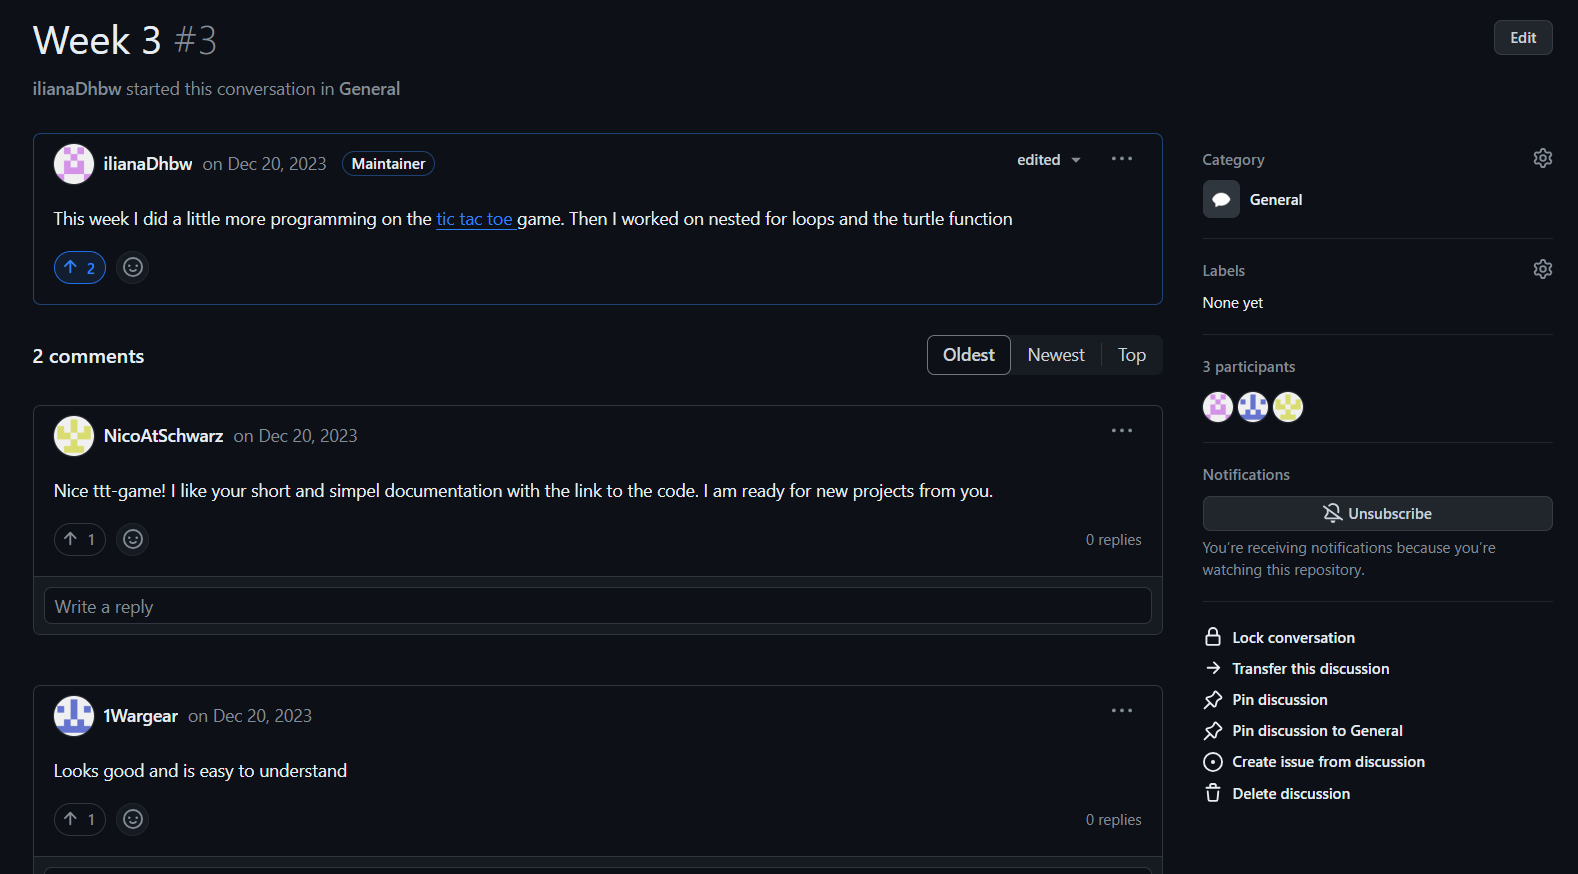 Week 3 #3
Edit
ilianaDhbw started this conversation in General
ilianaDhbw on Dec 20, 2023 Maintainer
edited
This week I did a little more programming on the tic tac toe game. Then I worked on nested for loops and the turtle function
2
2 comments
Oldest Newest Top
NicoAtSchwarz on Dec 20, 2023
Nice ttt-game! I like your short and simpel documentation with the link to the code. I am ready for new projects from you.
1
0 replies
Write a reply
1Wargear on Dec 20, 2023
Looks good and is easy to understand
1
0 replies
Category
General
Labels
None yet
3 participants
Notifications
Unsubscribe
You're receiving notifications because you're
watching this repository.
Lock conversation
Transfer this discussion
Pin discussion
Pin discussion to General
Create issue from discussion
Delete discussion